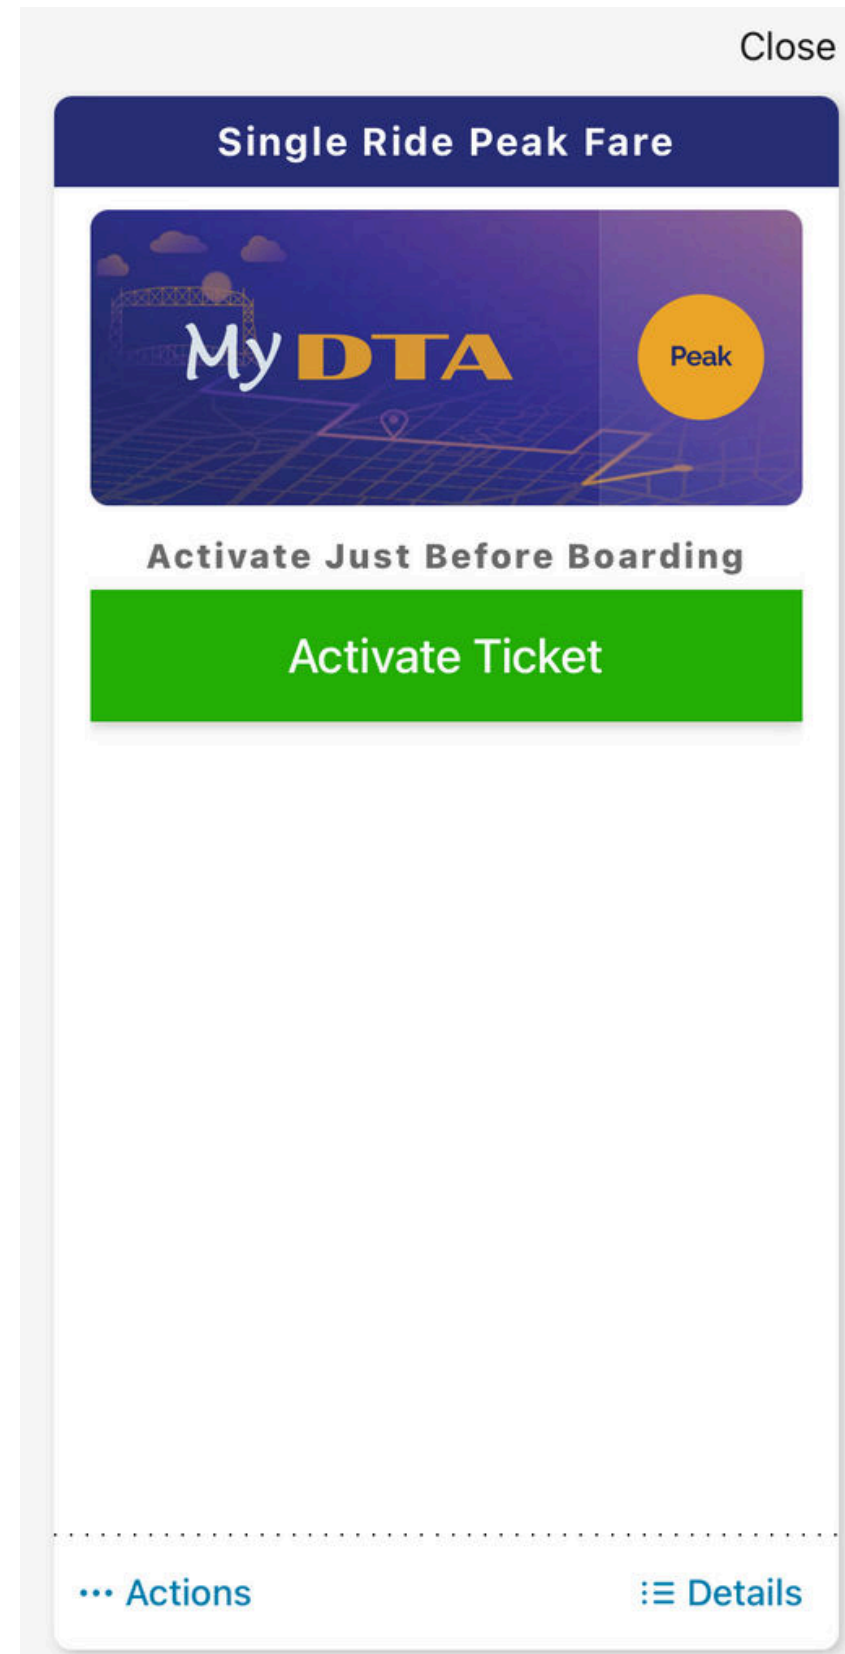 Close
Single Ride Peak Fare
My DTA
Peak
Activate Just Before Boarding
Activate Ticket
Actions
Details